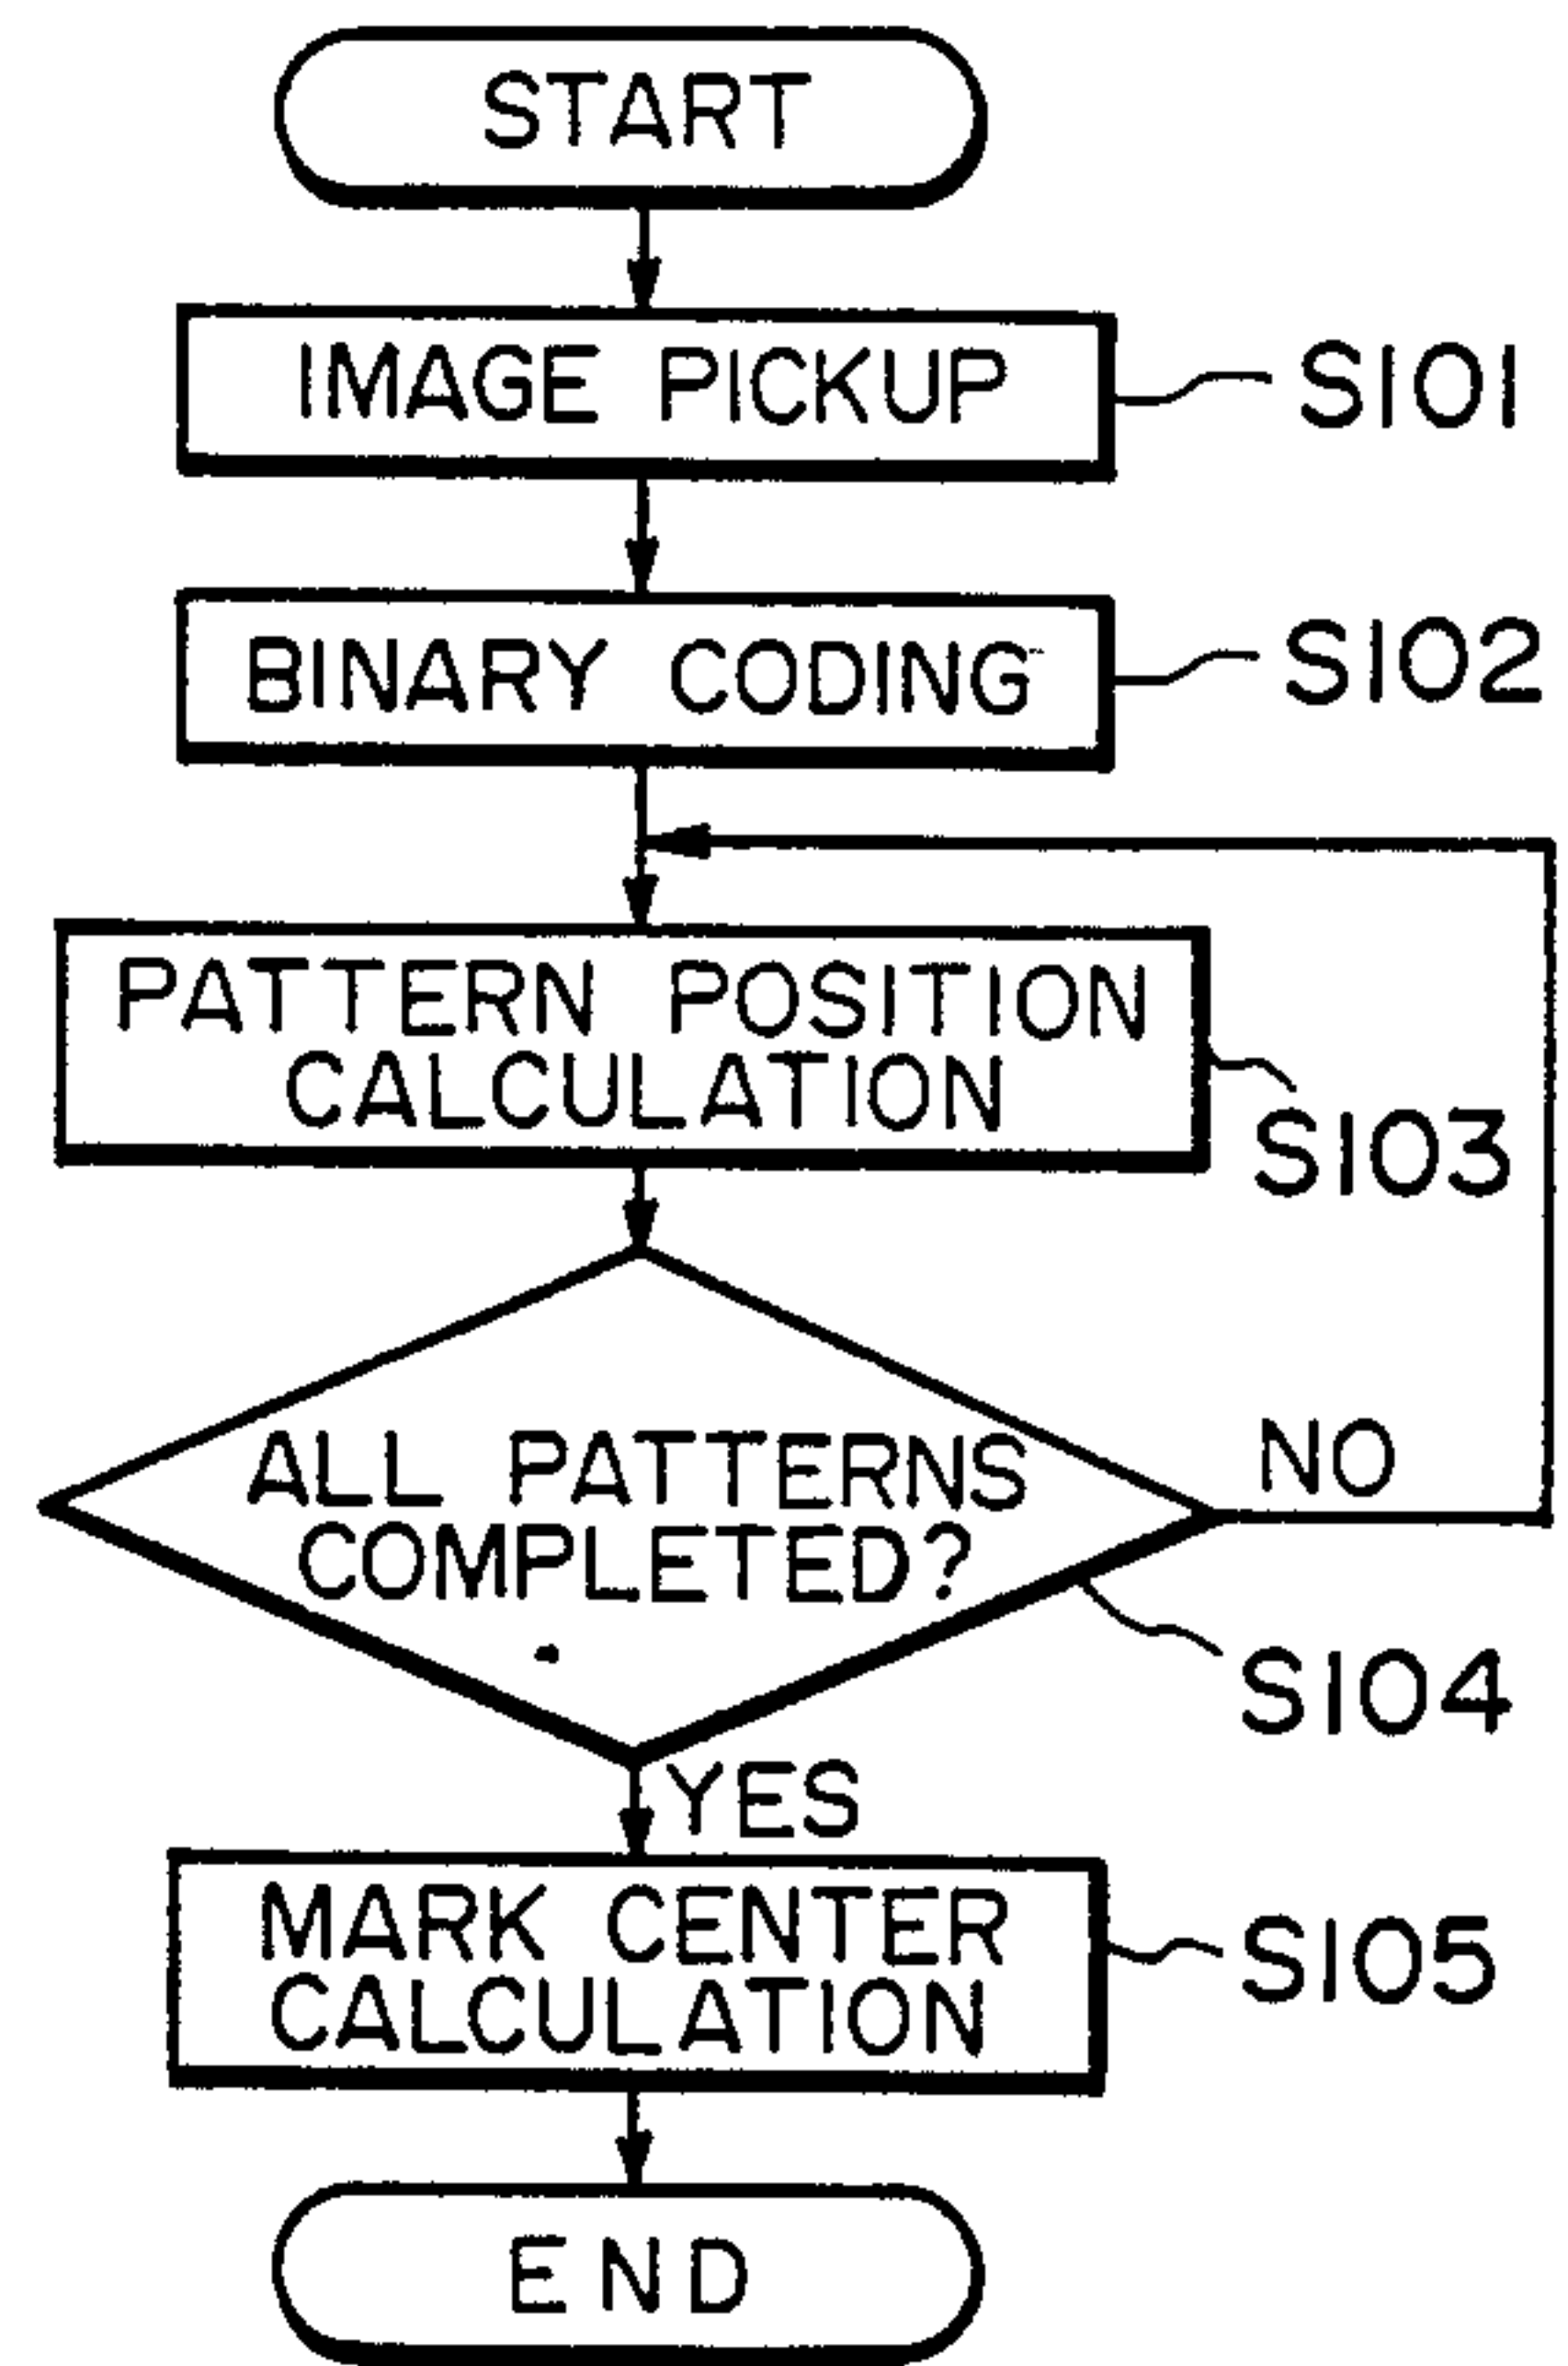 START
IMAGE PICKUP
S101
BINARY CODING
S102
PATTERN POSITION
CALCULATION
S103
ALL PATTERNS
COMPLETED?
NO
S104
YES
MARK CENTER
CALCULATION
S105
END